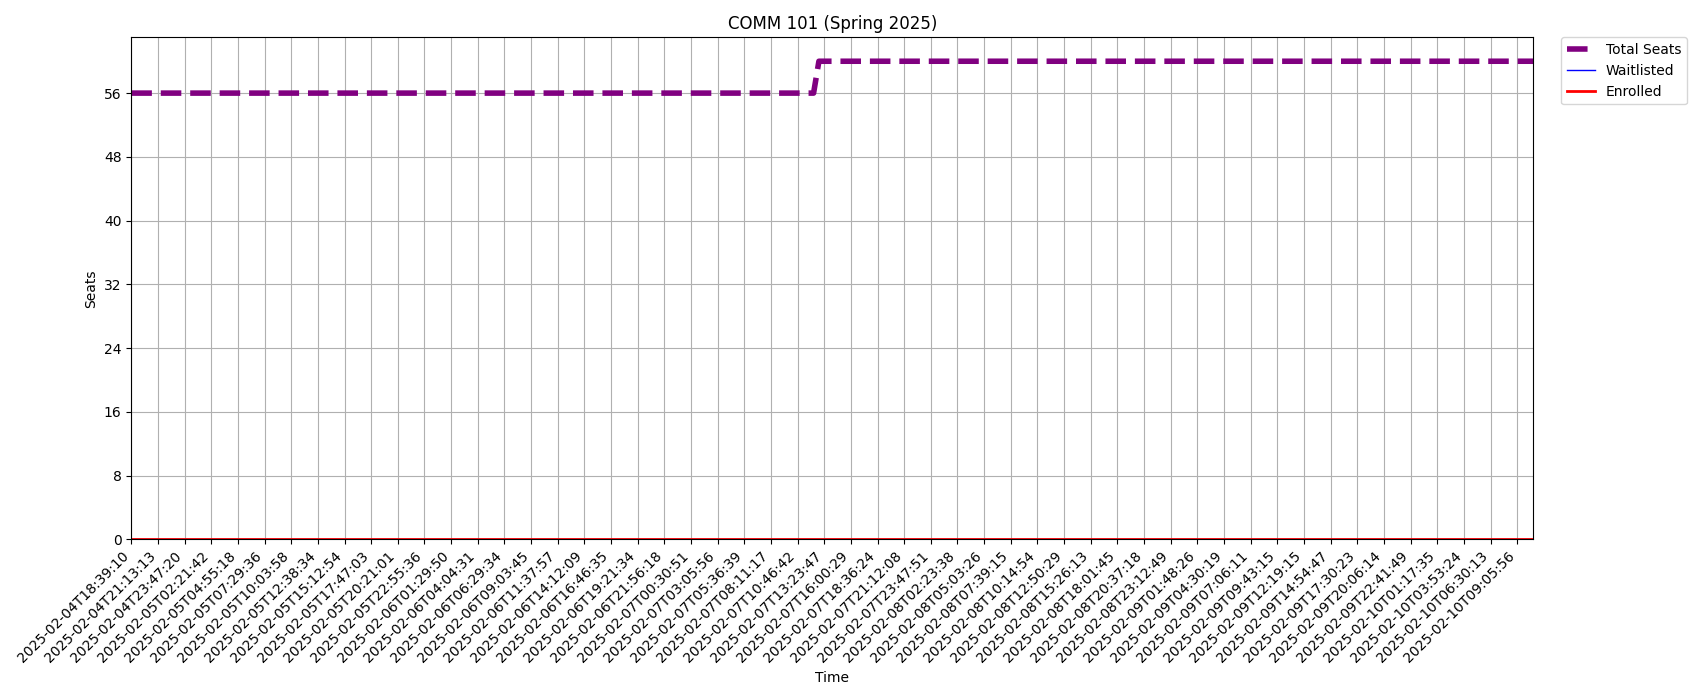 COMM 101 (Spring 2025)
Total Seats
Waitlisted
Enrolled
Seats
56
48
40
32
24
16
8
0
2025-02-04T18:39:10
2025-02-04T21:13:13
2025-02-04T23:47:20
2025-02-05T02:21:42
2025-02-05T04:55:18
2025-02-05T07:29:36
2025-02-05T10:03:58
2025-02-05T12:38:34
2025-02-05T15:12:54
2025-02-05T17:47:03
2025-02-05T20:21:01
2025-02-05T22:55:36
2025-02-06T01:29:50
2025-02-06T04:04:31
2025-02-06T06:29:34
2025-02-06T09:03:45
2025-02-06T11:37:57
2025-02-06T14:12:09
2025-02-06T16:46:35
2025-02-06T19:21:34
2025-02-06T21:56:18
2025-02-07T00:30:51
2025-02-07T03:05:56
2025-02-07T05:36:39
2025-02-07T08:11:17
2025-02-07T10:46:42
2025-02-07T13:23:47
2025-02-07T16:00:29
2025-02-07T18:36:24
2025-02-07T21:12:08
2025-02-07T23:47:51
2025-02-08T02:23:38
2025-02-08T05:03:26
2025-02-08T07:39:15
2025-02-08T10:14:54
2025-02-08T12:50:29
2025-02-08T15:26:13
2025-02-08T18:01:45
2025-02-08T20:37:18
2025-02-08T23:12:49
2025-02-09T01:48:26
2025-02-09T04:30:19
2025-02-09T07:06:11
2025-02-09T09:43:15
2025-02-09T12:19:15
2025-02-09T14:54:47
2025-02-09T17:30:23
2025-02-09T20:06:14
2025-02-09T22:41:49
2025-02-10T01:17:35
2025-02-10T03:53:24
2025-02-10T06:30:13
2025-02-10T09:05:56
Time